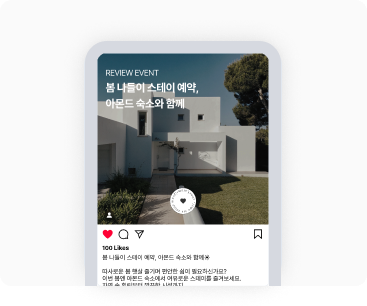 REVIEW EVENT
봄 나들이 스테이 예약,
아몬드 숙소와 함께
100 Likes
봄 나들이 스테이 예약, 아몬드 숙소와 함께☀
따사로운 봄 햇살 즐기며 편안한 쉼이 필요하신가요?
이번 봄엔 아몬드 숙소에서 여유로운 스테이를 즐겨보세요.